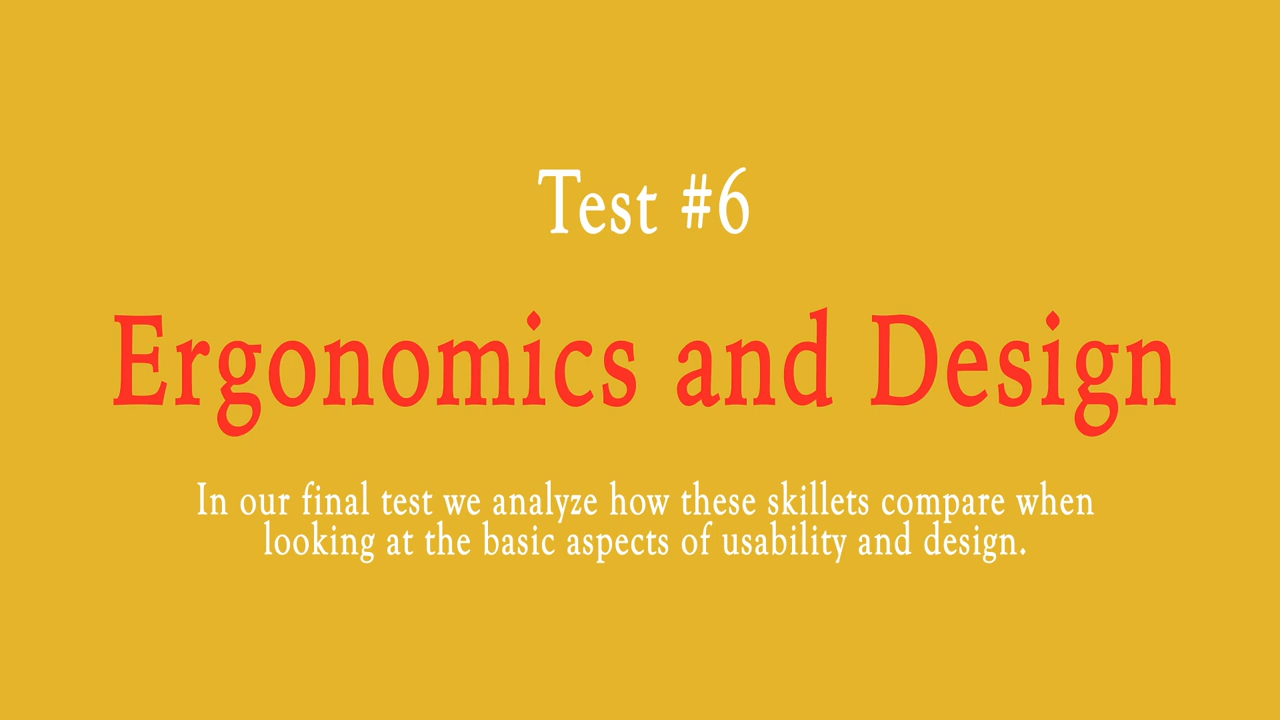 Test #6
Ergonomics and Design
In our final test we analyze how these skillets compare when
looking at the basic aspects of usability and design.